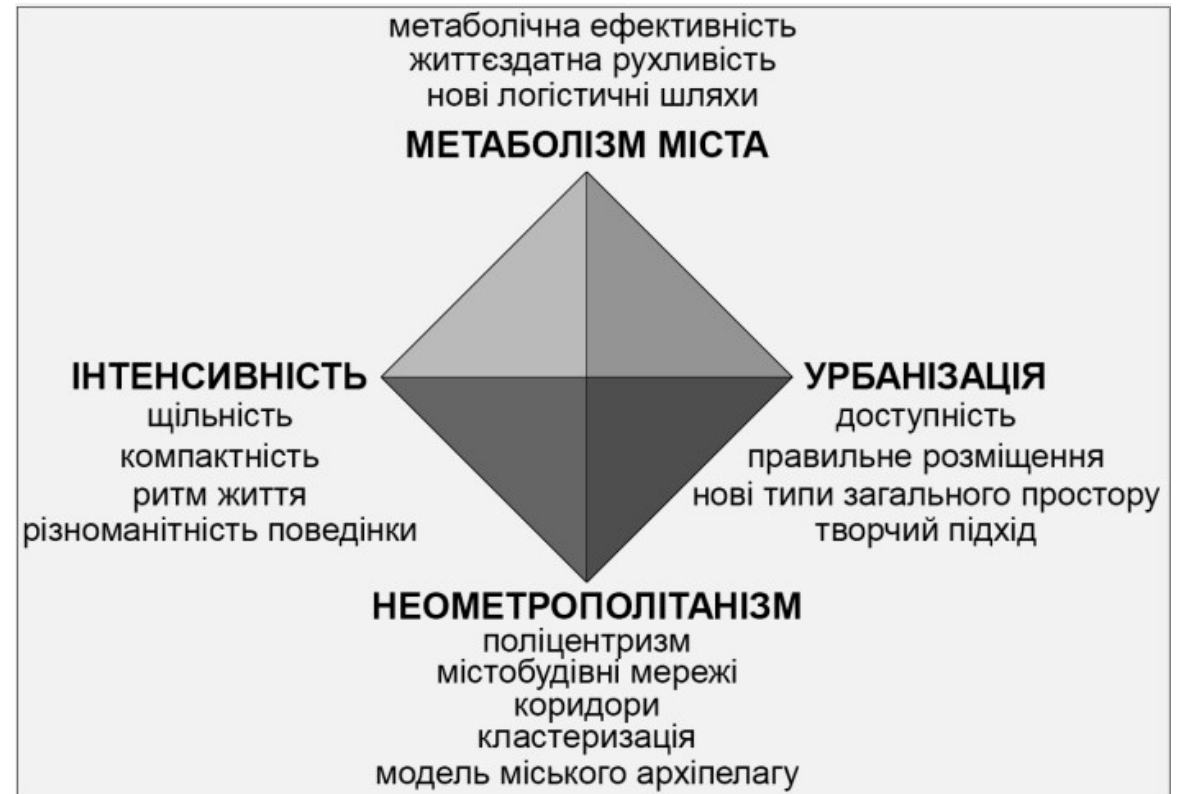 метаболічна ефективність
життєздатна рухливість
нові логістичні шляхи
МЕТАБОЛІЗМ МІСТА
ІНТЕНСИВНІСТЬ
щільність
компактність
ритм життя
різноманітність поведінки
УРБАНІЗАЦІЯ
доступність
правильне розміщення
нові типи загального простору
творчий підхід
НЕОМЕТРОПОЛІТАНІЗМ
поліцентризм
містобудівні мережі
коридори
кластеризація
модель міського архіпелагу